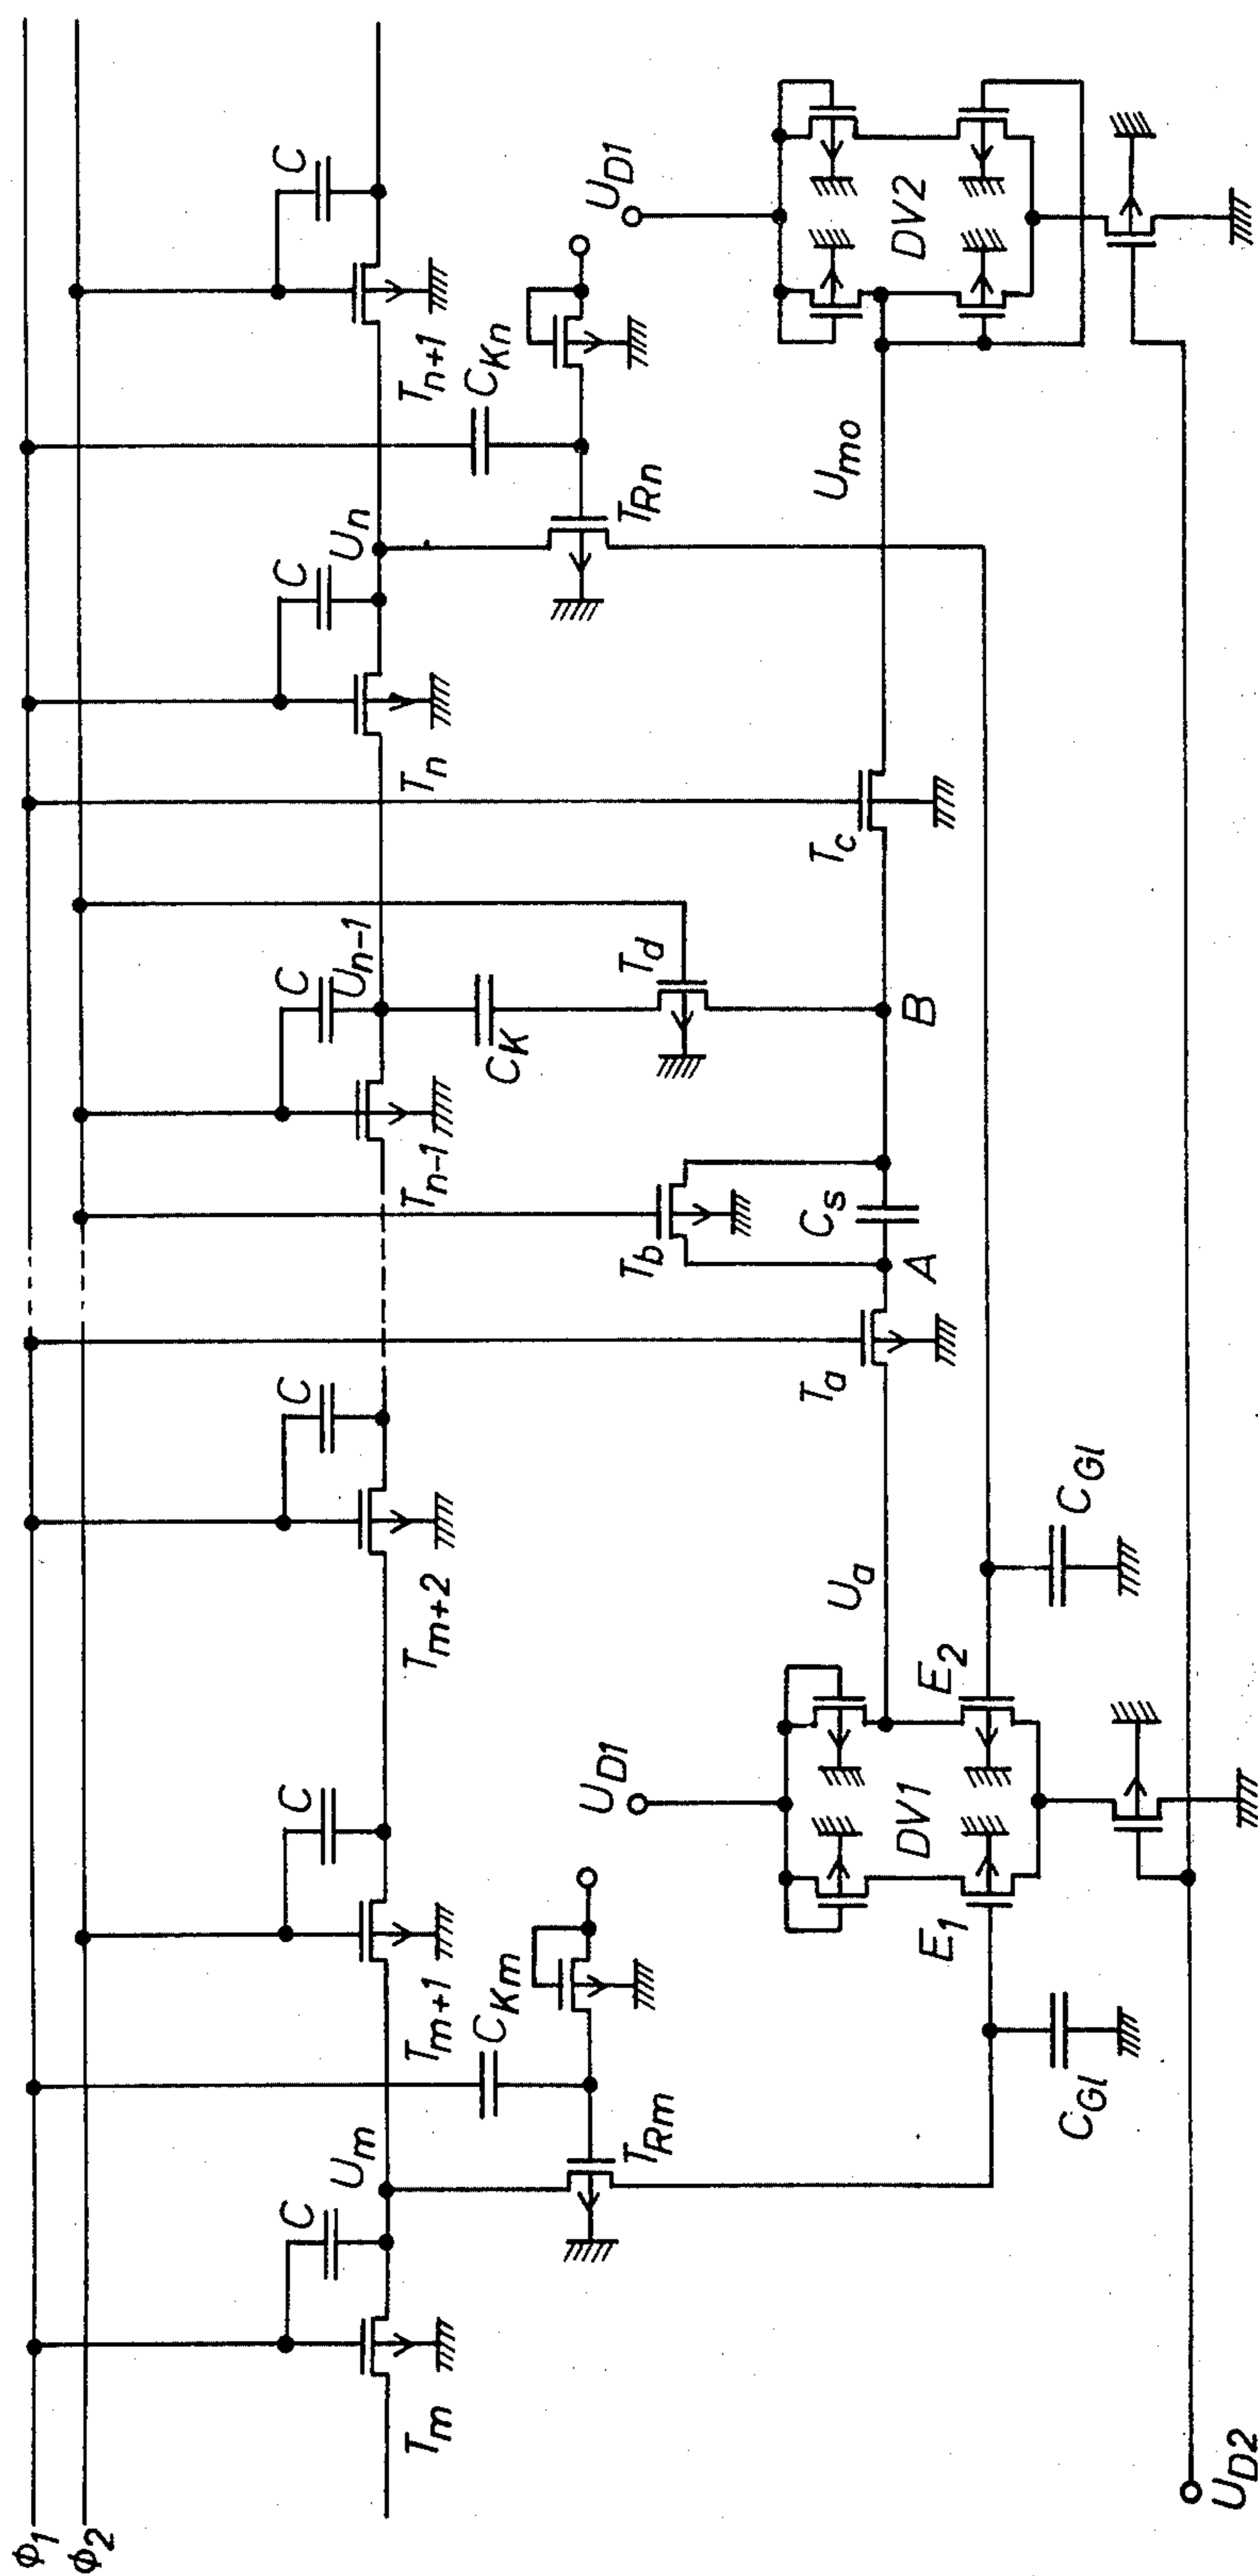 Φ1
Φ2
C
C
C
C
C
C
Um
Un-1
Un
Tm
Tm+1
Tm+2
Tn-1
Tn
Tn+1
CKm
CK
CKn
TRm
Tb
Td
TRn
UD1
UD1
Ua
Ta
Cs
Tc
Umo
A
B
DV1
DV2
E1
E2
CGl
CGl
UD2